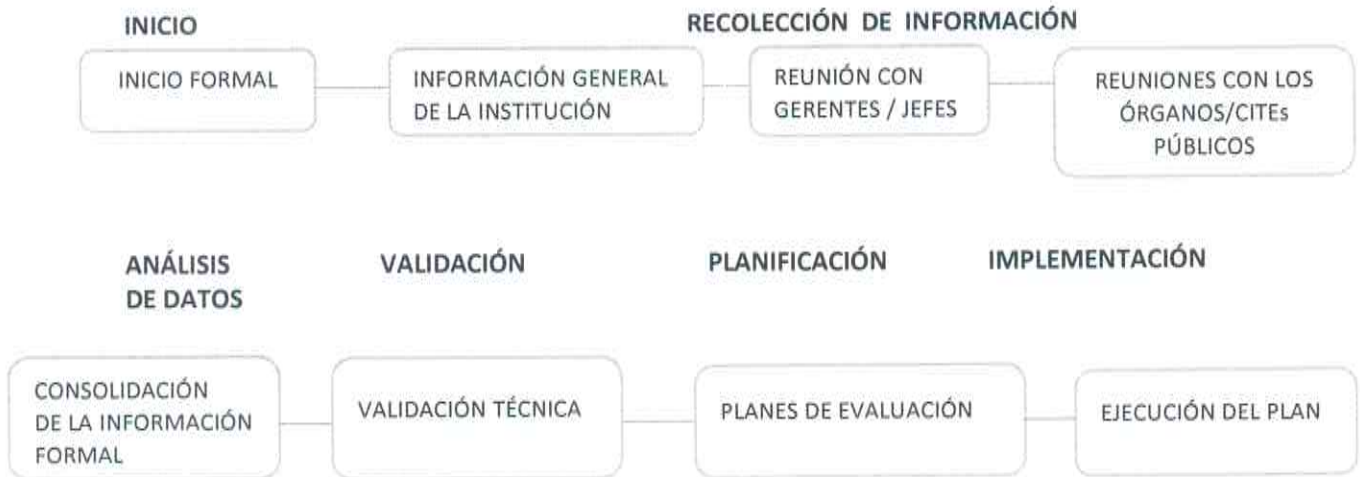 INICIO
RECOLECCIÓN DE INFORMACIÓN
INICIO FORMAL
INFORMACIÓN GENERAL
DE LA INSTITUCIÓN
REUNIÓN CON
GERENTES / JEFES
REUNIONES CON LOS
ÓRGANOS/CITEs
PÚBLICOS
ANÁLISIS
DE DATOS
VALIDACIÓN
PLANIFICACIÓN
IMPLEMENTACIÓN
CONSOLIDACIÓN
DE LA INFORMACIÓN
FORMAL
VALIDACIÓN TÉCNICA
PLANES DE EVALUACIÓN
EJECUCIÓN DEL PLAN